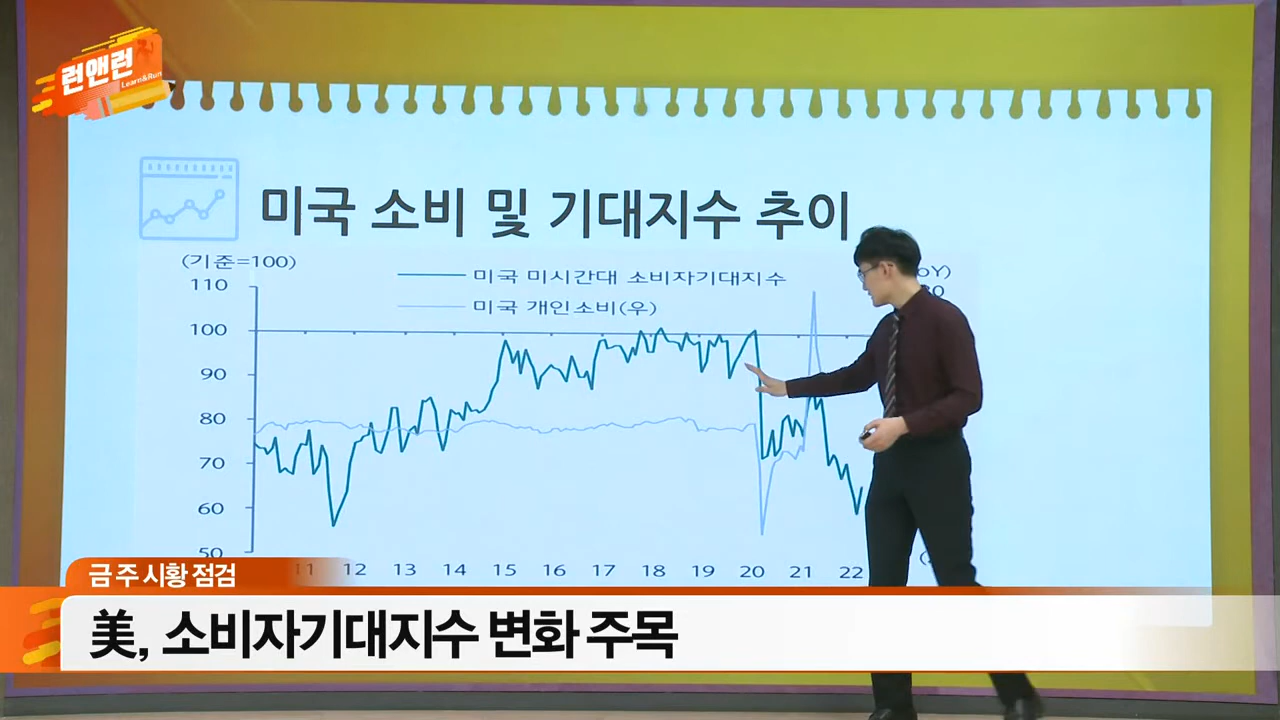 런앤런
Learn&Run
미국 소비 및 기대지수 추이
(기준=100)
미국 미시간대 소비자기대지수
미국 개인소비(우)
oY)
110
100
90
80
70
60
50
11 12 13 14 15 16 17 18 19 20 21 22
금주 시황 점검
美, 소비자기대지수 변화 주목